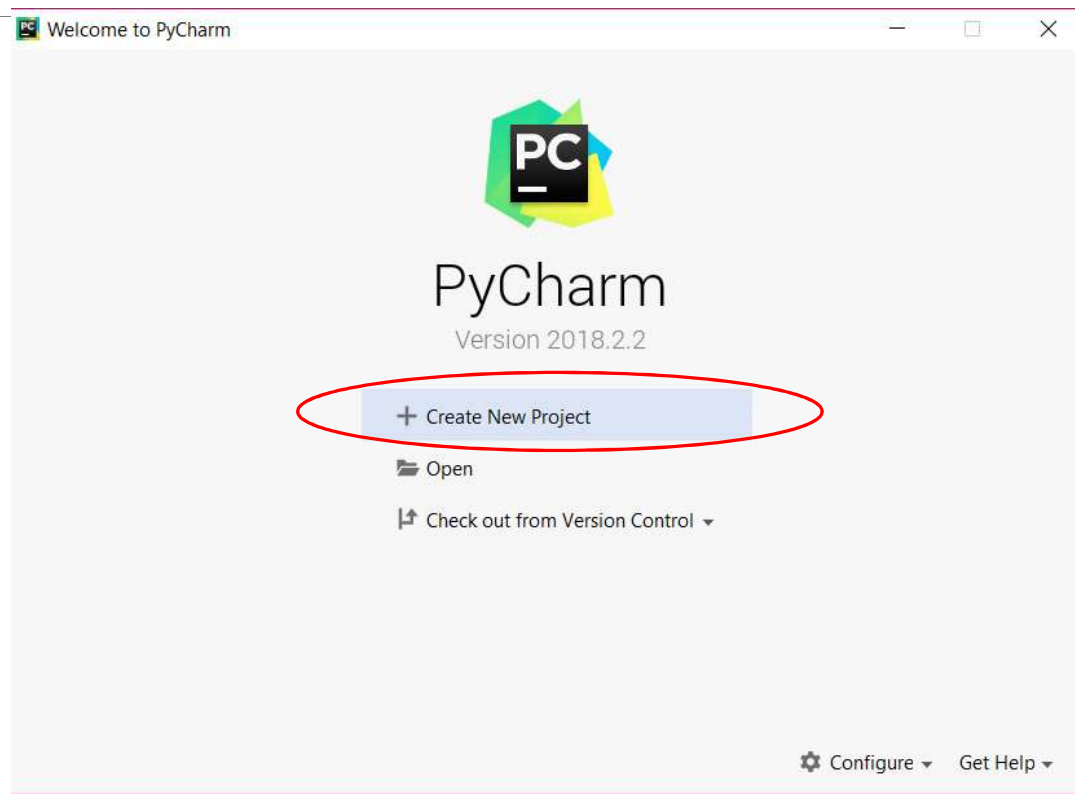 Welcome to PyCharm
PC
PyCharm
Version 2018.2.2
Create New Project
Open
Check out from Version Control
Configure Get Help